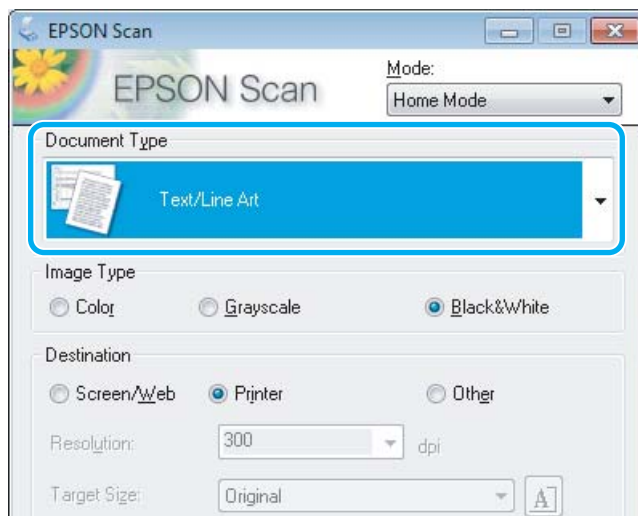 EPSON Scan
EPSON Scan
Mode:
Home Mode
Document Type
Text/Line Art
Image Type
Color Grayscale Black&White
Destination
Screen/Web Printer Other
Resolution: 300 dpi
Target Size: Original A